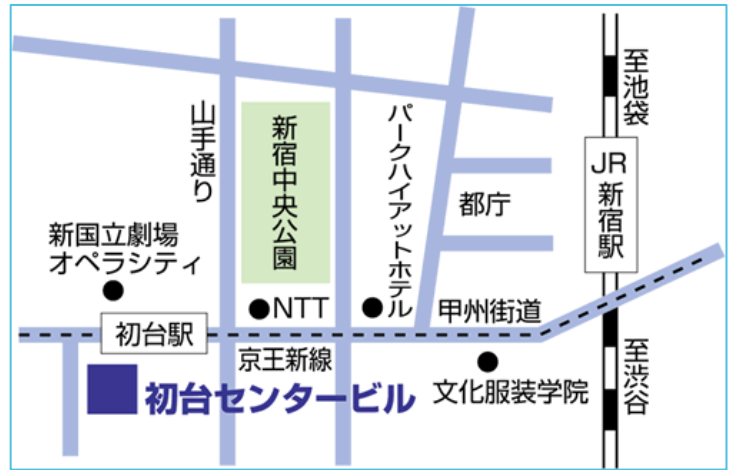 至池袋
JR
新宿駅
至渋谷
パークハイアットホテル
都庁
新宿中央公園
山手通り
新国立劇場
オペラシティ
NTT
甲州街道
初台駅
京王新線
文化服装学院
初台センタービル